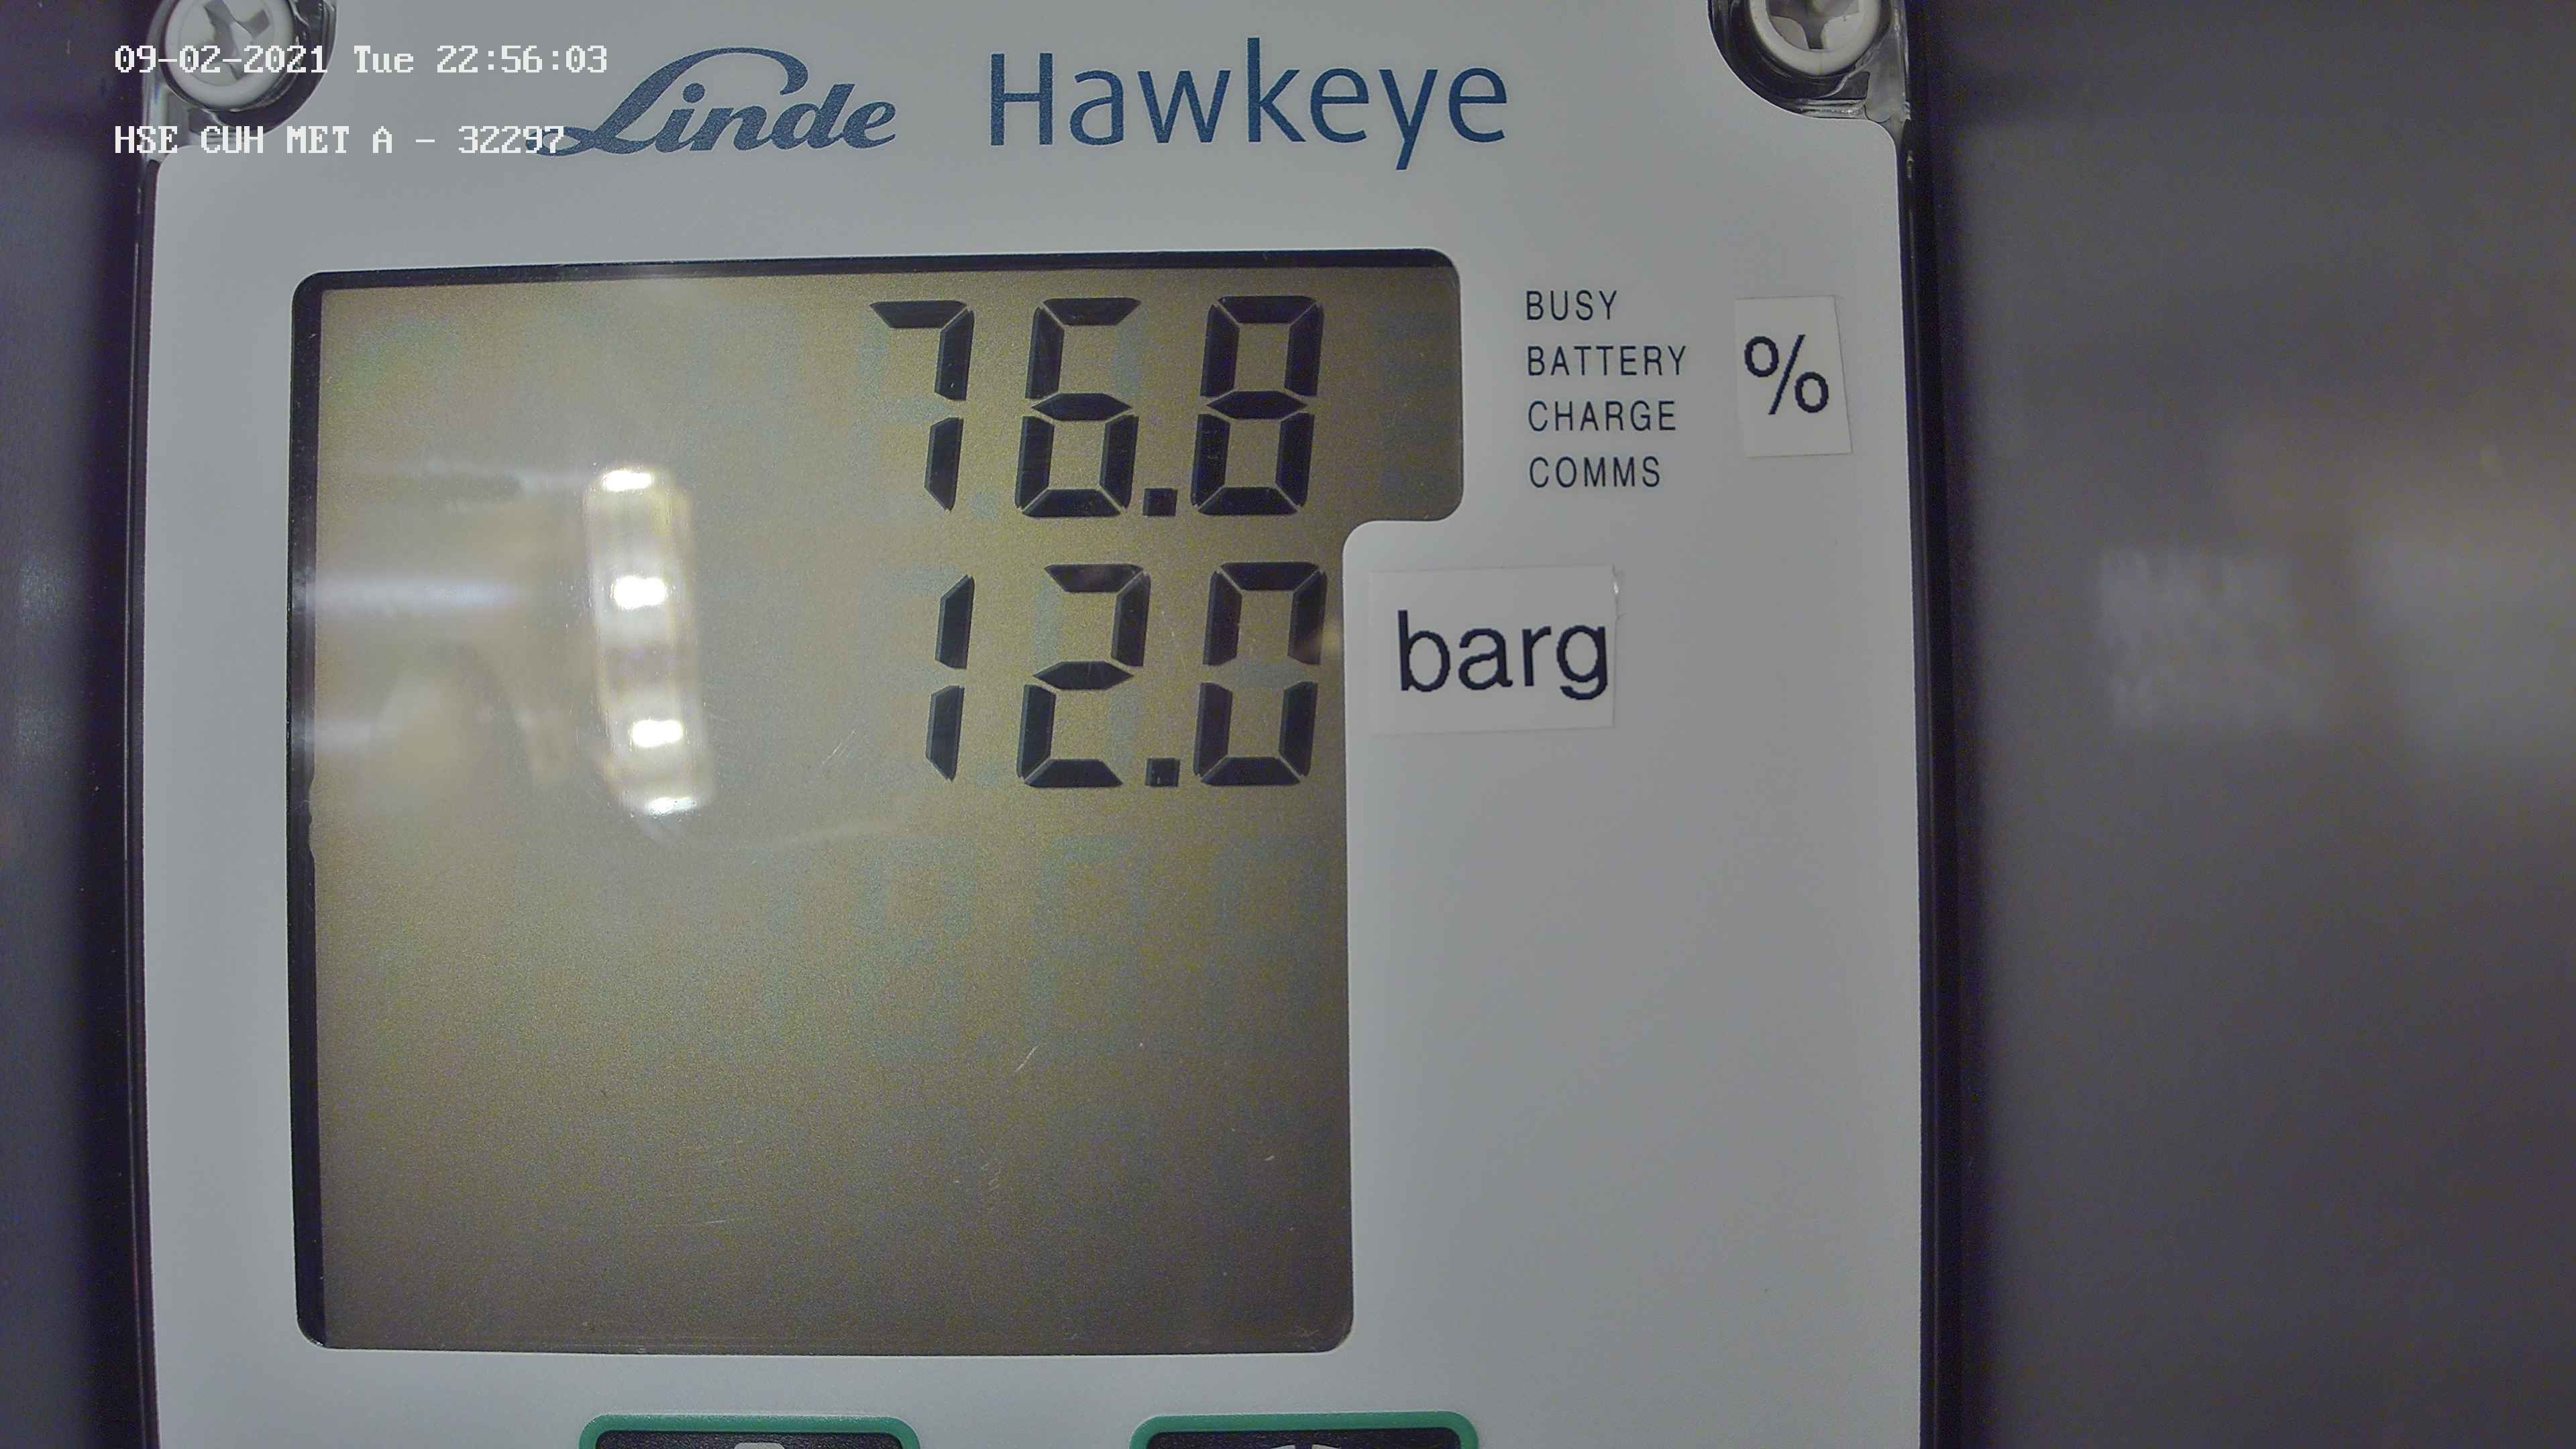 09-02-2021 Tue 22:56:03
HSE CUH MET A - 32297
Linde Hawkeye
76.8
BUSY
BATTERY
CHARGE
COMMS
%
12.0
barg